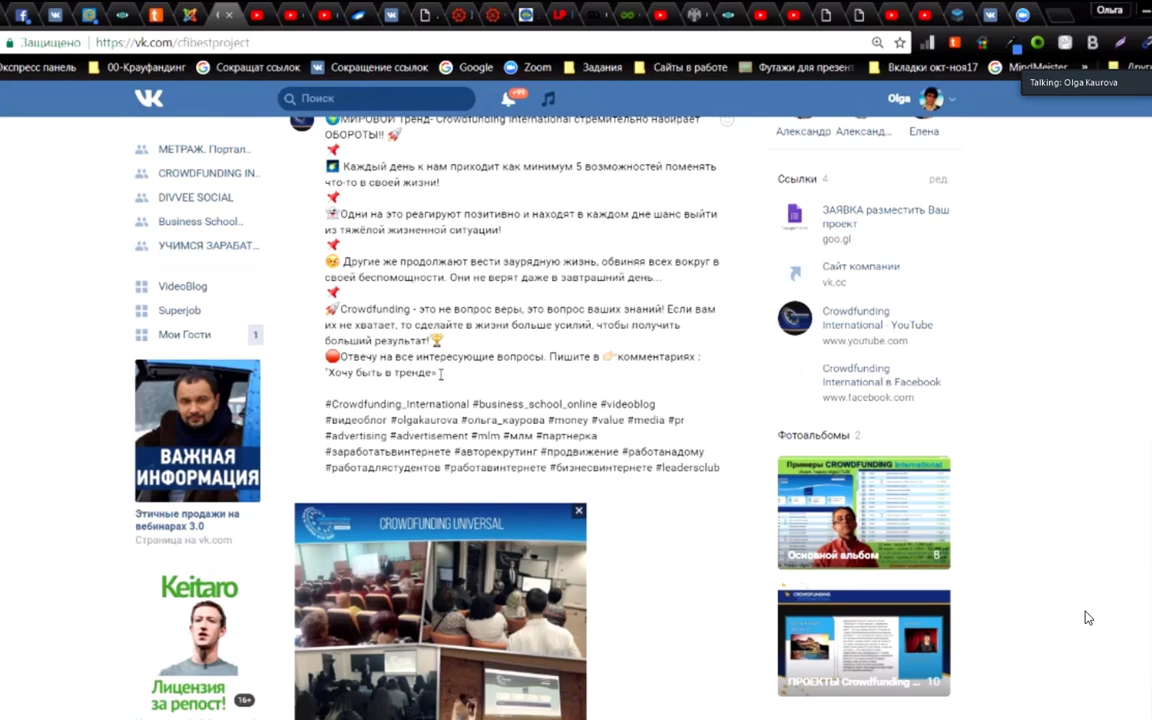 Ольга
Защищено
https://vk.com/cfibestproject
Экспресс панель
00-Краудфандинг
Сократит ссылок
Сокращение ссылок
Google
Zoom
Задания
Сайты в работе
Футажи для презент
Вкладки окт-ноя17
MindMeister
»
Talking: Olga Kaurova
Поиск
+99
Olga
МЕТРАЖ. Портал..
CROWDFUNDING IN..
DIVVEE SOCIAL
Business School..
УЧИМСЯ ЗАРАБАТ...
VideoBlog
Superjob
Мои Гости 1
ВАЖНАЯ
ИНФОРМАЦИЯ
Этичные продажи на
вебинарах 3.0
Страница на vk.com
Keitaro
Лицензия
за репост!
16+
МИРОВОЙ Тренд- Crowdfunding International стремительно набирает
ОБОРОТЫ!!
Каждый день к нам приходит как минимум 5 возможностей поменять
что-то в своей жизни!
Одни на это реагируют позитивно и находят в каждом дне шанс выйти
из тяжёлой жизненной ситуации!
Другие же продолжают вести заурядную жизнь, обвиняя всех вокруг в
своей беспомощности. Они не верят даже в завтрашний день...
Crowdfunding - это не вопрос веры, это вопрос ваших знаний! Если вам
их не хватает, то сделайте в жизни больше усилий, чтобы получить
больший результат!
Отвечу на все интересующие вопросы. Пишите в комментариях :
"Хочу быть в тренде»
#Crowdfunding_International #business_school_online #videoblog
#видеоблог #olgakaurova #ольга_каурова #money #value #media #pr
#advertising #advertisement #mlm #млм #партнерка
#заработатьвинтернете #авторекрутинг #продвижение #работанадому
#работадлястудентов #работавинтернете #бизнесвинтернете #leadersclub
CROWDFUNDING UNIVERSAL
Александр
Александ...
Елена
Ссылки 4
ред.
ЗАЯВКА разместить Ваш
проект
goo.gl
Сайт компании
vk.cc
Crowdfunding
International - YouTube
www.youtube.com
Crowdfunding
International в Facebook
www.facebook.com
Фотоальбомы 2
Примеры CROWDFUNDING International
Основной альбом 8
CROWDFUNDING
ПРОЕКТЫ Crowdfunding ... 10